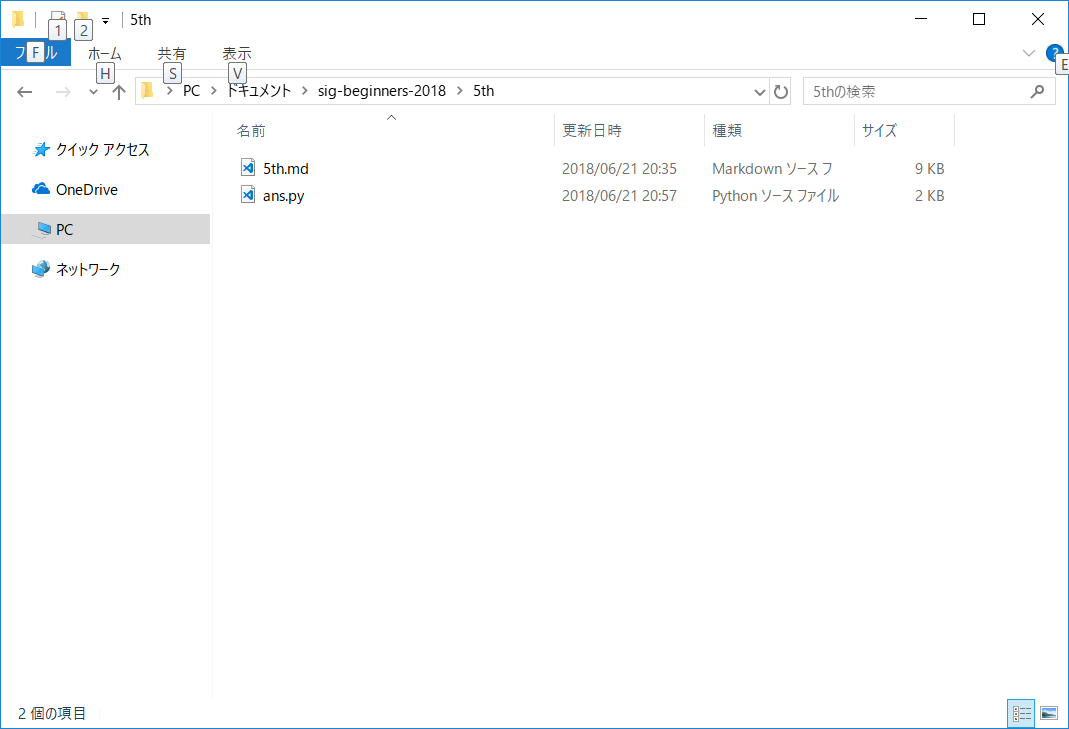 1 2 5th
ファイル F ホーム 共有 表示 ?
H S V E
PC ドキュメント sig-beginners-2018 5th 5thの検索
名前 更新日時 種類 サイズ
クイック アクセス
5th.md 2018/06/21 20:35 Markdown ソース フ 9 KB
OneDrive
ans.py 2018/06/21 20:57 Python ソース ファイル 2 KB
PC
ネットワーク
2 個の項目